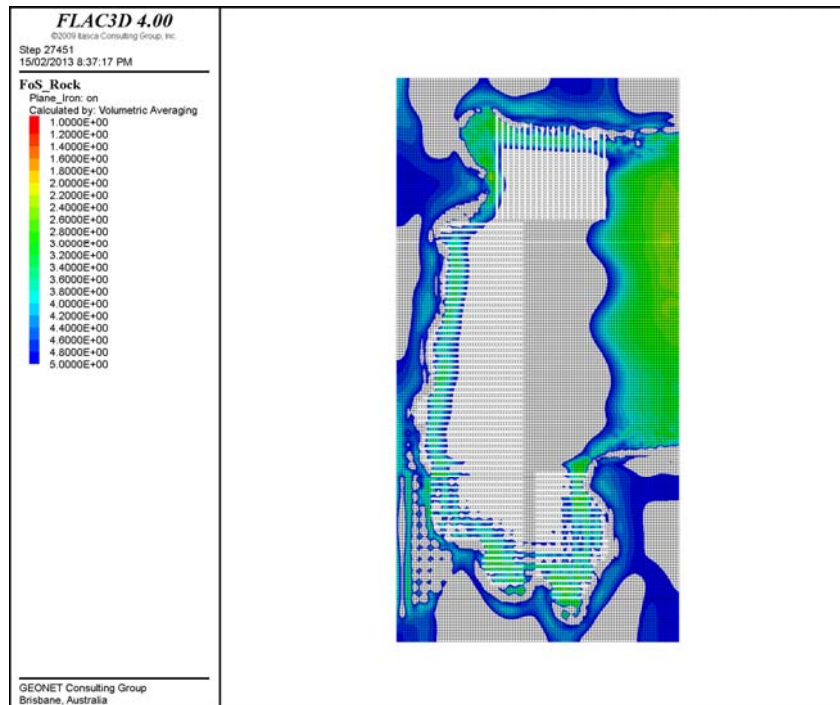 FLAC3D 4.00
©2009 Itasca Consulting Group, Inc.
Step 27451
15/02/2013 8:37:17 PM
FoS_Rock
Plane_Iron: on
Calculated by: Volumetric Averaging
1.0000E+00
1.2000E+00
1.4000E+00
1.6000E+00
1.8000E+00
2.0000E+00
2.2000E+00
2.4000E+00
2.6000E+00
2.8000E+00
3.0000E+00
3.2000E+00
3.4000E+00
3.6000E+00
3.8000E+00
4.0000E+00
4.2000E+00
4.4000E+00
4.6000E+00
4.8000E+00
5.0000E+00
GEONET Consulting Group
Brisbane, Australia